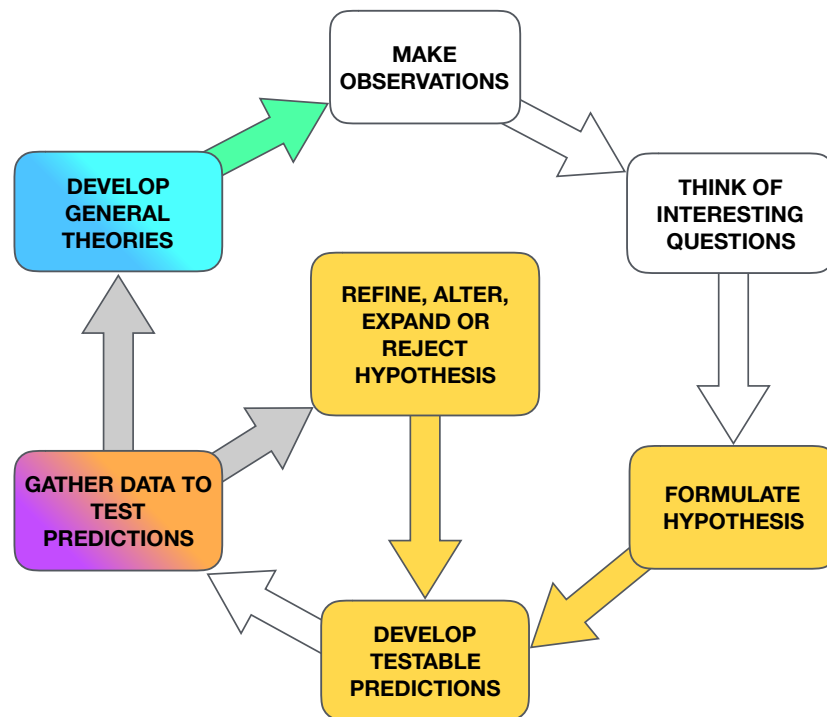 MAKE
OBSERVATIONS
THINK OF
INTERESTING
QUESTIONS
FORMULATE
HYPOTHESIS
DEVELOP
TESTABLE
PREDICTIONS
GATHER DATA TO
TEST
PREDICTIONS
REFINE, ALTER,
EXPAND OR
REJECT
HYPOTHESIS
DEVELOP
GENERAL
THEORIES